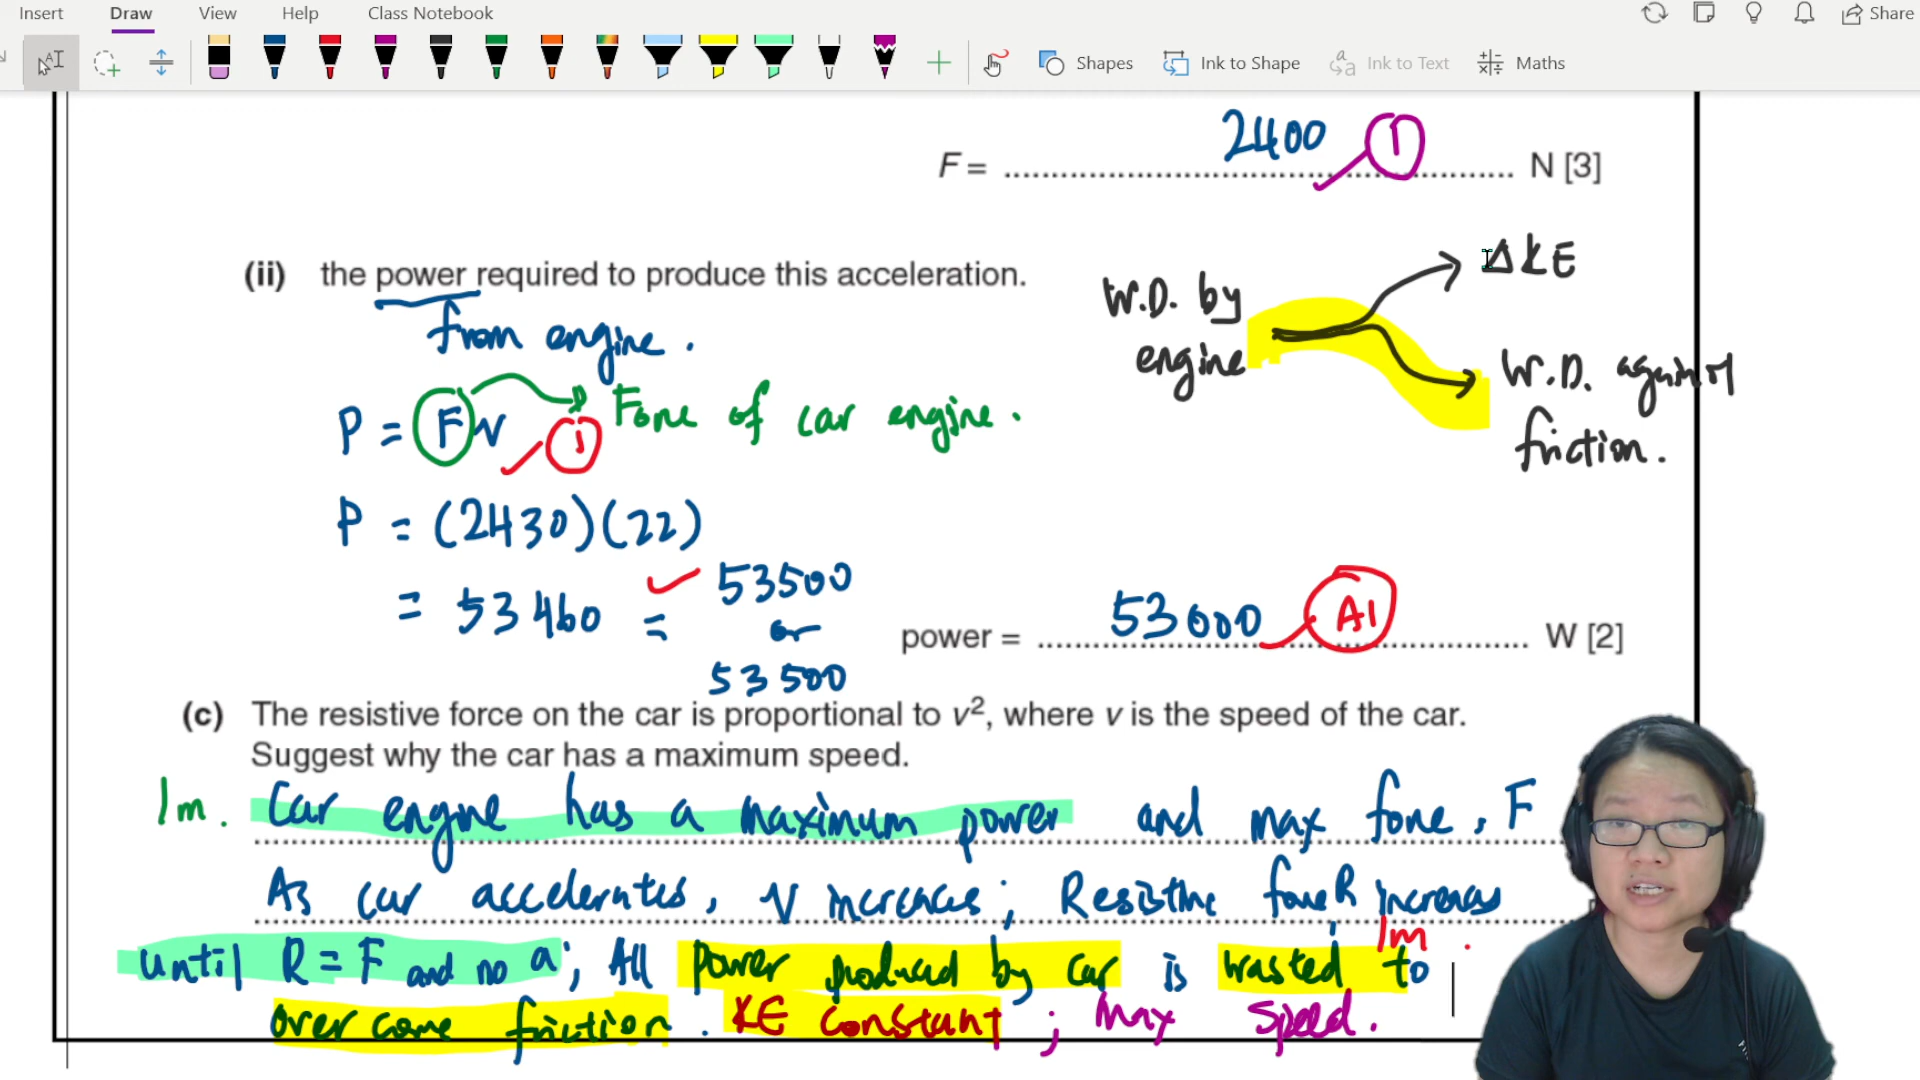 Insert Draw View Help Class Notebook Share
Shapes Ink to Shape Ink to Text Maths
2400 1
F = N [3]
(ii) the power required to produce this acceleration.
from engine.
W.D. by engine
ΔKE
W.D. against friction.
P = Fv 1 Force of car engine.
P = (2430)(22)
= 53460 = 53500
or
53500
power = 53000 A1 W [2]
(c) The resistive force on the car is proportional to v², where v is the speed of the car.
Suggest why the car has a maximum speed.
1m. Car engine has a maximum power and max force, F
As car accelerates, v increases; Resistive force R increases
until R = F and no a; All power produced by car is wasted to 1m.
overcome friction. KE constant; max speed.